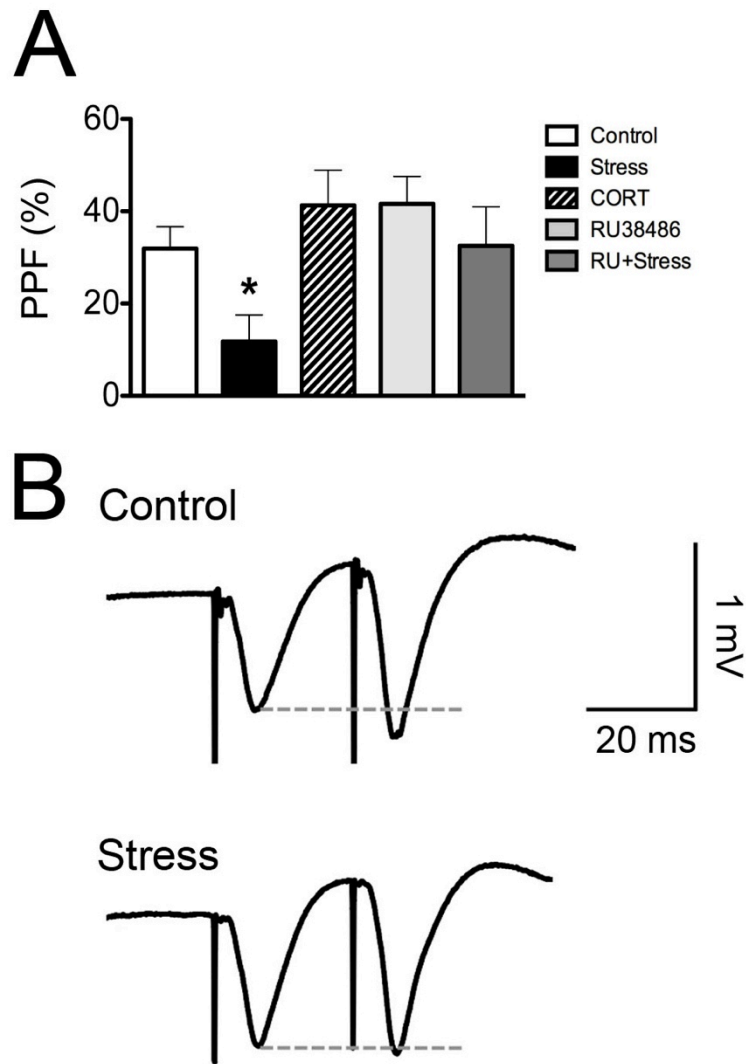 A
60
40
20
0
PPF (%)
*
Control
Stress
CORT
RU38486
RU+Stress
B
Control
1 mV
20 ms
Stress